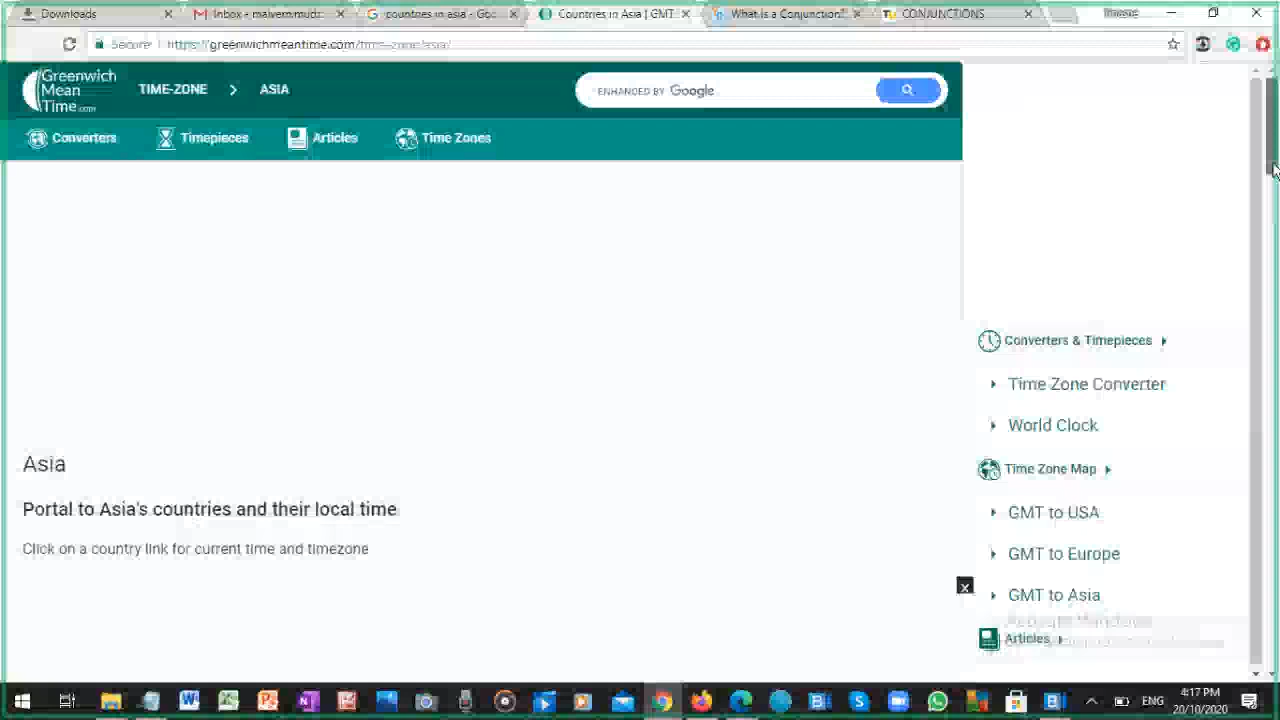 Downloads
Inbox - malvernmudz
countries in asia - Goo
Countries in Asia | GMT
What is a Conjunction?
CONJUNCTIONS
Secure
https://greenwichmeantime.com/time-zone/asia/
Greenwich
Mean
Time.com
TIME-ZONE
ASIA
ENHANCED BY Google
Converters
Timepieces
Articles
Time Zones
Converters & Timepieces
Time Zone Converter
World Clock
Asia
Time Zone Map
Portal to Asia's countries and their local time
GMT to USA
Click on a country link for current time and timezone
GMT to Europe
x
GMT to Asia
Articles
ENG
4:17 PM
20/10/2020